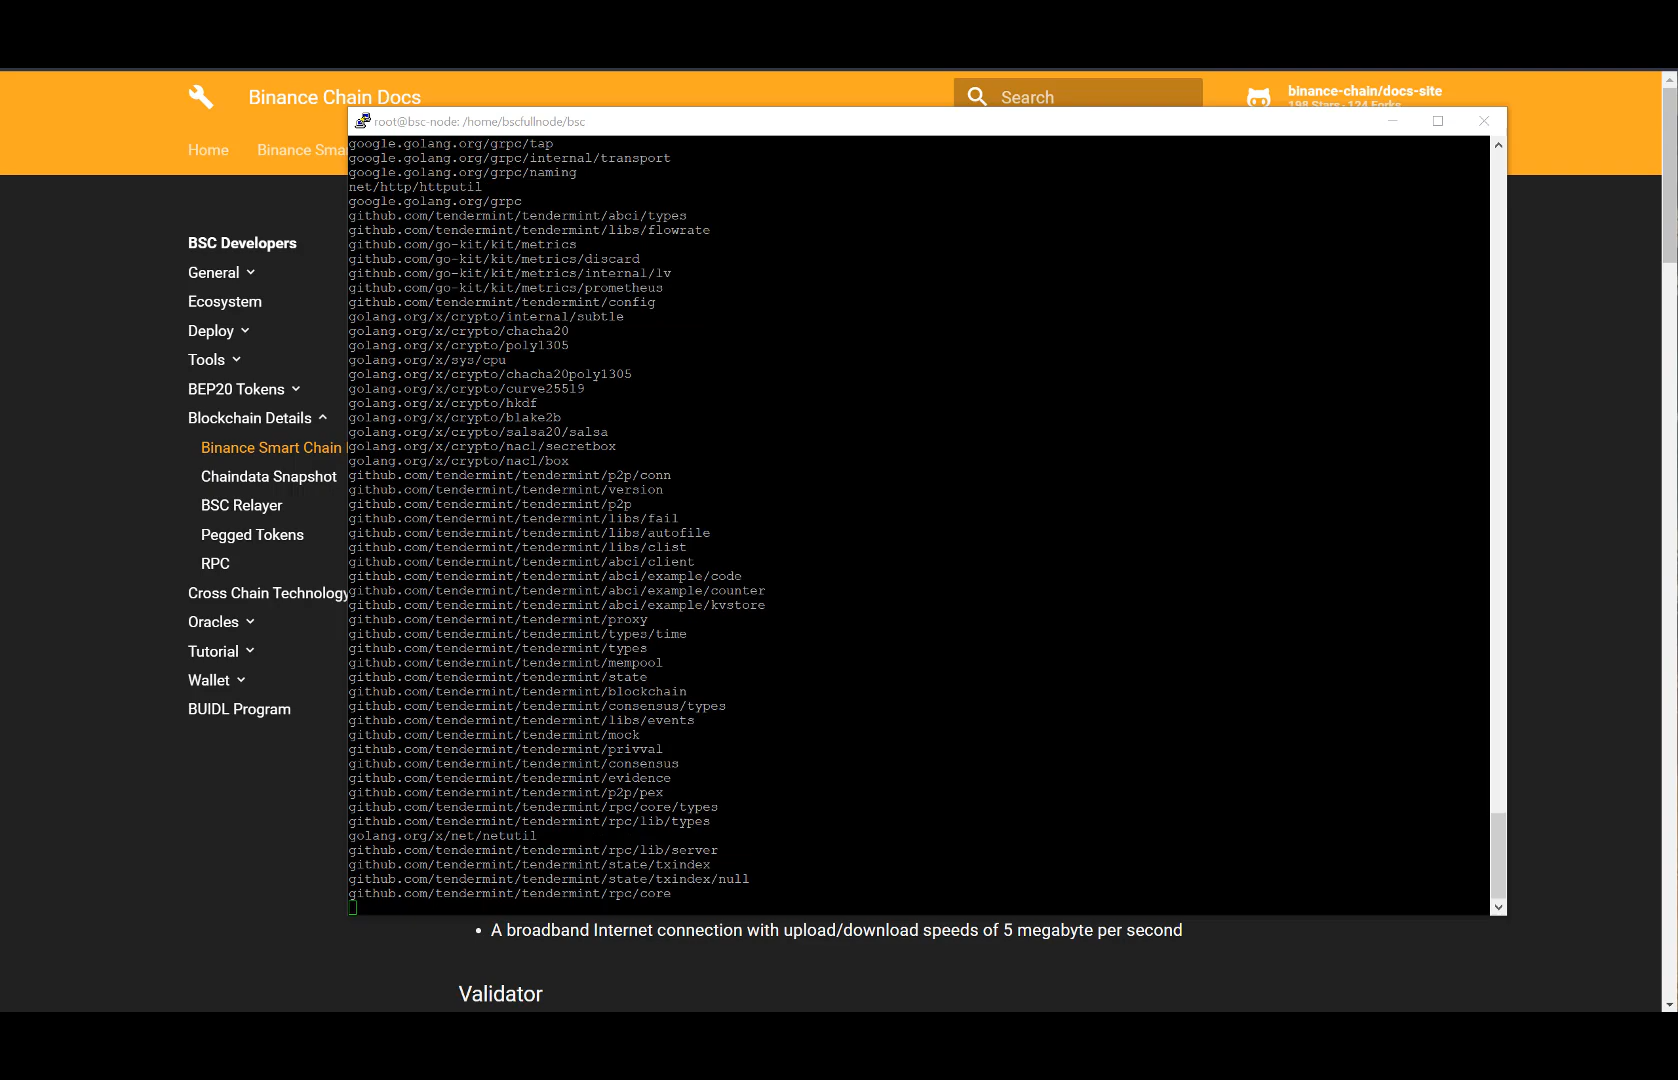 Binance Chain Docs
Search
binance-chain/docs-site
198 Stars · 124 Forks
root@bsc-node: /home/bscfullnode/bsc
Home
Binance Sma
google.golang.org/grpc/tap
google.golang.org/grpc/internal/transport
google.golang.org/grpc/naming
net/http/httputil
google.golang.org/grpc
github.com/tendermint/tendermint/abci/types
github.com/tendermint/tendermint/libs/flowrate
github.com/go-kit/kit/metrics
github.com/go-kit/kit/metrics/discard
github.com/go-kit/kit/metrics/internal/lv
github.com/go-kit/kit/metrics/prometheus
github.com/tendermint/tendermint/config
golang.org/x/crypto/internal/subtle
golang.org/x/crypto/chacha20
golang.org/x/crypto/poly1305
golang.org/x/sys/cpu
golang.org/x/crypto/chacha20poly1305
golang.org/x/crypto/curve25519
golang.org/x/crypto/hkdf
golang.org/x/crypto/blake2b
golang.org/x/crypto/salsa20/salsa
golang.org/x/crypto/nacl/secretbox
golang.org/x/crypto/nacl/box
github.com/tendermint/tendermint/p2p/conn
github.com/tendermint/tendermint/version
github.com/tendermint/tendermint/p2p
github.com/tendermint/tendermint/libs/fail
github.com/tendermint/tendermint/libs/autofile
github.com/tendermint/tendermint/libs/clist
github.com/tendermint/tendermint/abci/client
github.com/tendermint/tendermint/abci/example/code
github.com/tendermint/tendermint/abci/example/counter
github.com/tendermint/tendermint/abci/example/kvstore
github.com/tendermint/tendermint/proxy
github.com/tendermint/tendermint/types/time
github.com/tendermint/tendermint/types
github.com/tendermint/tendermint/mempool
github.com/tendermint/tendermint/state
github.com/tendermint/tendermint/blockchain
github.com/tendermint/tendermint/consensus/types
github.com/tendermint/tendermint/libs/events
github.com/tendermint/tendermint/mock
github.com/tendermint/tendermint/privval
github.com/tendermint/tendermint/consensus
github.com/tendermint/tendermint/evidence
github.com/tendermint/tendermint/p2p/pex
github.com/tendermint/tendermint/rpc/core/types
github.com/tendermint/tendermint/rpc/lib/types
golang.org/x/net/netutil
github.com/tendermint/tendermint/rpc/lib/server
github.com/tendermint/tendermint/state/txindex
github.com/tendermint/tendermint/state/txindex/null
github.com/tendermint/tendermint/rpc/core
BSC Developers
General
Ecosystem
Deploy
Tools
BEP20 Tokens
Blockchain Details
Binance Smart Chain
Chaindata Snapshot
BSC Relayer
Pegged Tokens
RPC
Cross Chain Technology
Oracles
Tutorial
Wallet
BUIDL Program
• A broadband Internet connection with upload/download speeds of 5 megabyte per second
Validator